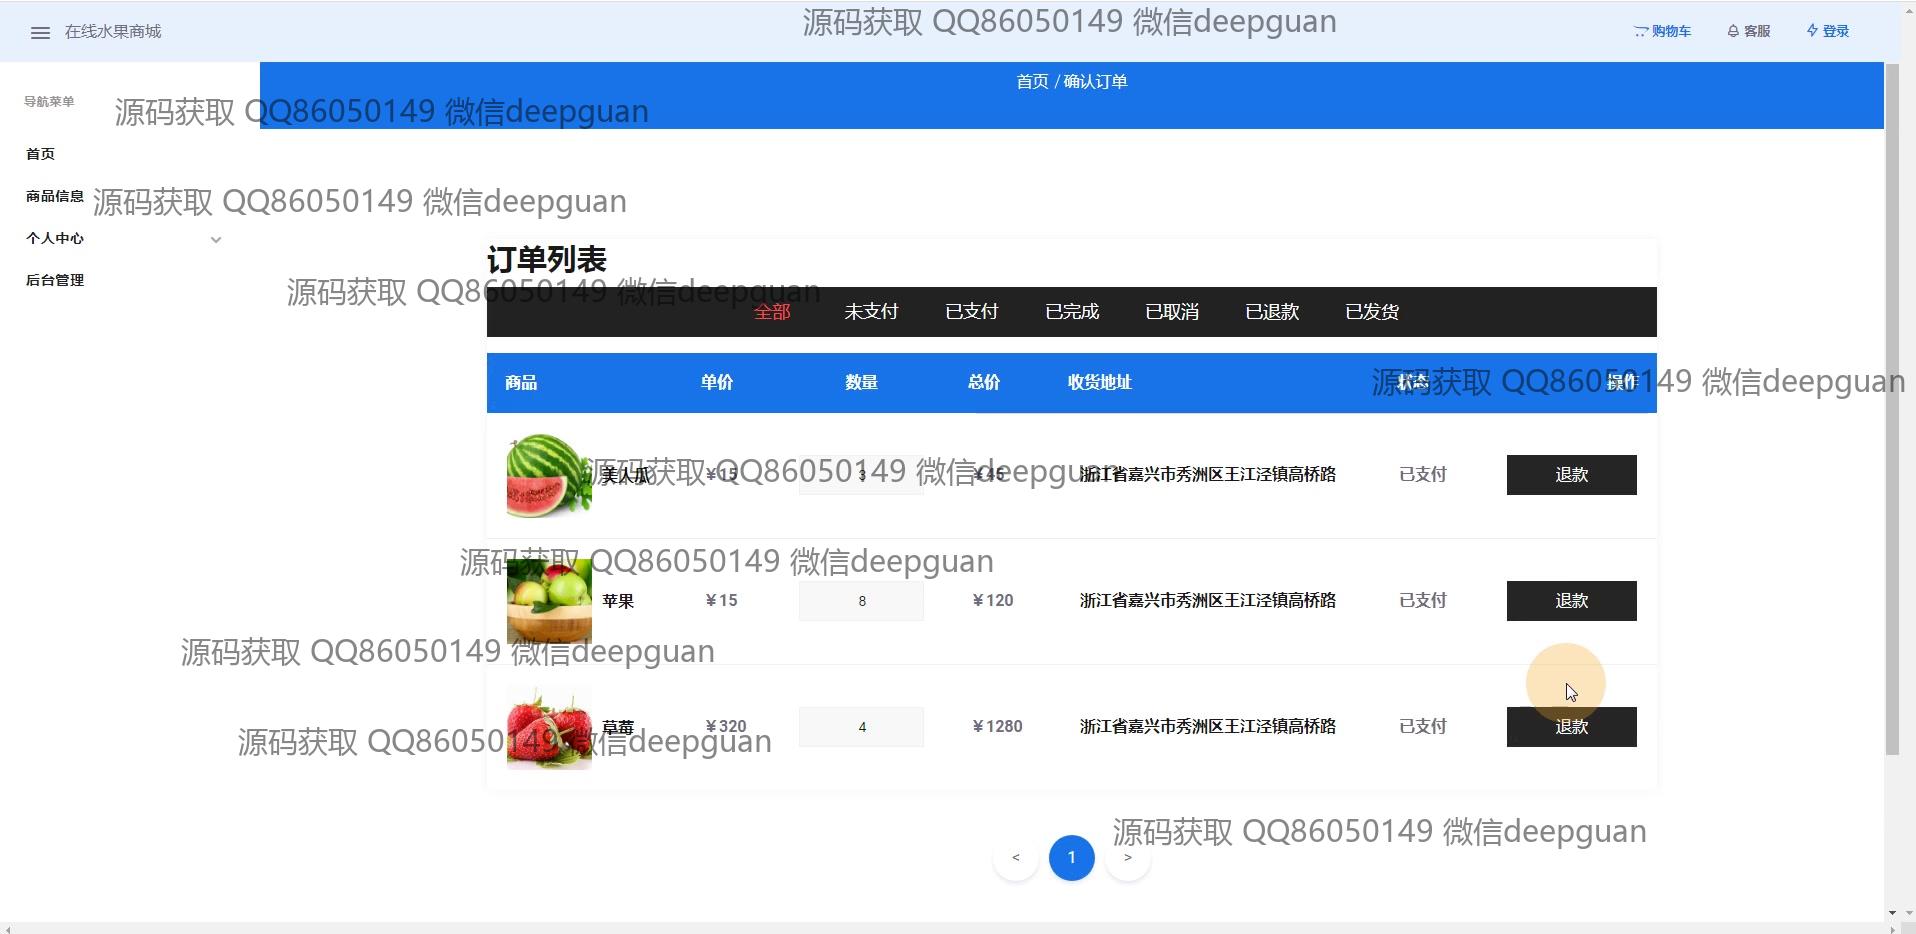 在线水果商城
源码获取 QQ86050149 微信deepguan
购物车
客服
登录
首页 / 确认订单
导航菜单
源码获取 QQ86050149 微信deepguan
首页
商品信息
源码获取 QQ86050149 微信deepguan
个人中心
后台管理
订单列表
源码获取 QQ86050149 微信deepguan
全部 未支付 已支付 已完成 已取消 已退款 已发货
商品 单价 数量 总价 收货地址 状态 操作
源码获取 QQ86050149 微信deepguan
美人瓜 ¥15 3 ¥45 浙江省嘉兴市秀洲区王江泾镇高桥路 已支付 退款
源码获取 QQ86050149 微信deepguan
源码获取 QQ86050149 微信deepguan
苹果 ¥15 8 ¥120 浙江省嘉兴市秀洲区王江泾镇高桥路 已支付 退款
源码获取 QQ86050149 微信deepguan
草莓 ¥320 4 ¥1280 浙江省嘉兴市秀洲区王江泾镇高桥路 已支付 退款
源码获取 QQ86050149 微信deepguan
源码获取 QQ86050149 微信deepguan
< 1 >